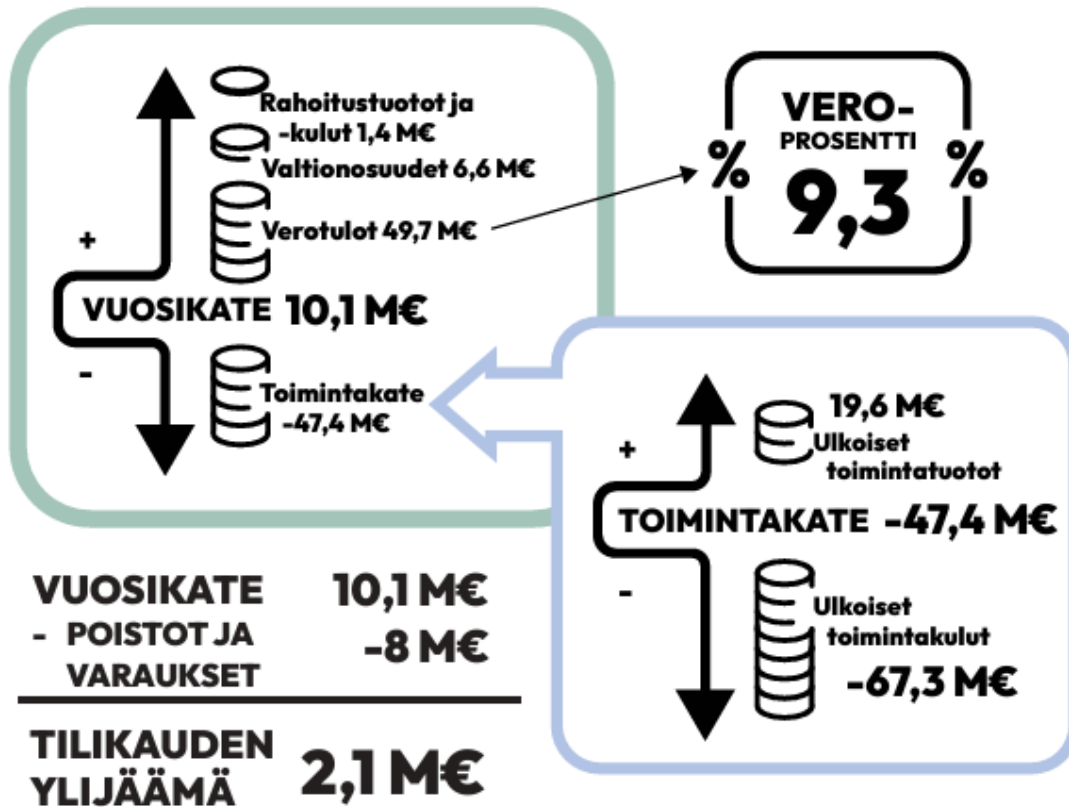 Rahoitustuotot ja
-kulut 1,4 M€
Valtionosuudet 6,6 M€
Verotulot 49,7 M€
+
VUOSIKATE 10,1 M€
-
Toimintakate
-47,4 M€
VERO-
PROSENTTI
% 9,3 %
19,6 M€
+
Ulkoiset
toimintatuotot
TOIMINTAKATE -47,4 M€
-
Ulkoiset
toimintakulut
-67,3 M€
VUOSIKATE 10,1 M€
- POISTOT JA -8 M€
VARAUKSET
TILIKAUDEN
YLIJÄÄMÄ 2,1 M€